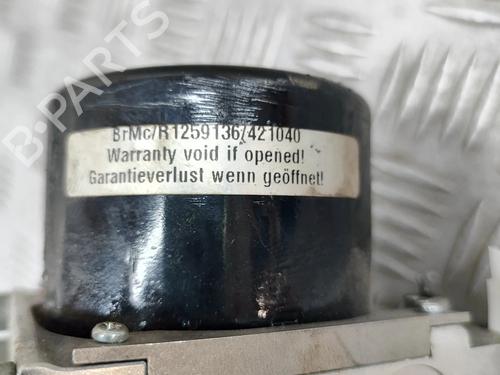 B-PARTS
BrMc/R1259136/421040
Warranty void if opened!
Garantieverlust wenn geöffnet!